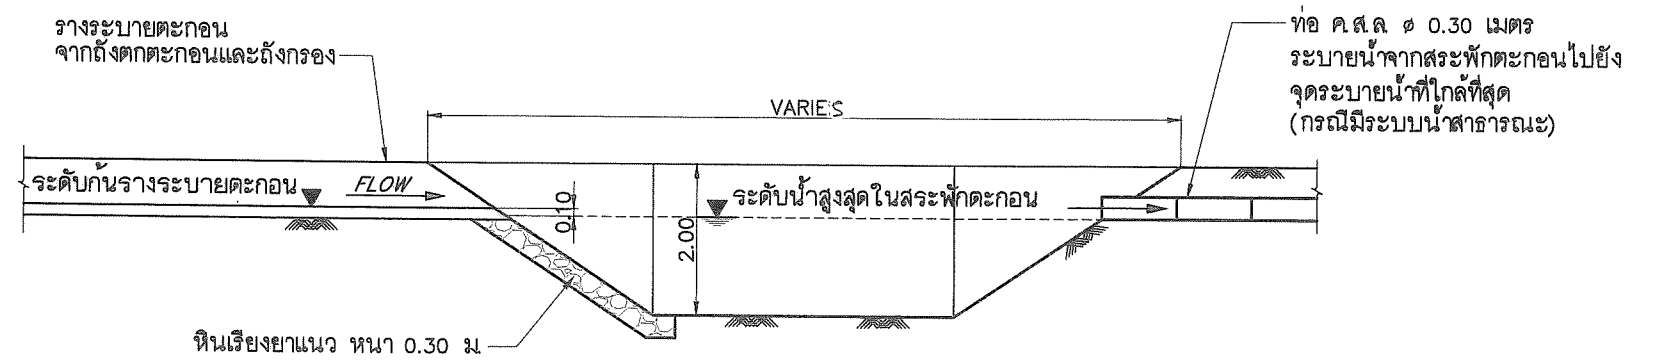 รางระบายตะกอน
จากถังตกตะกอนและถังกรอง
ท่อ ค.ส.ล. ø 0.30 เมตร
ระบายน้ำจากสระพักตะกอนไปยัง
จุดระบายน้ำที่ใกล้ที่สุด
(กรณีมีระบบน้ำสาธารณะ)
VARIES
ระดับก้นรางระบายตะกอน
FLOW
0.10
2.00
ระดับน้ำสูงสุดในสระพักตะกอน
หินเรียงยาแนว หนา 0.30 ม.